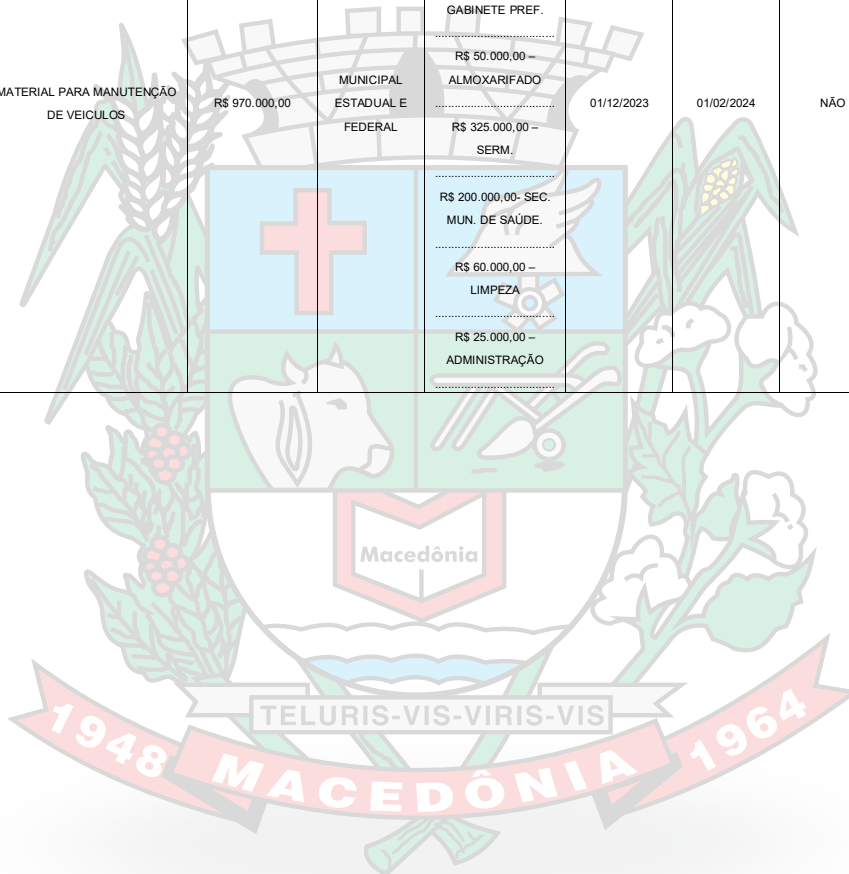 GABINETE PREF.
........................................
R$ 50.000,00 –
ALMOXARIFADO
........................................
R$ 325.000,00 –
SERM.
........................................
R$ 200.000,00- SEC.
MUN. DE SAÚDE.
........................................
R$ 60.000,00 –
LIMPEZA
........................................
R$ 25.000,00 –
ADMINISTRAÇÃO
........................................
MATERIAL PARA MANUTENÇÃO
DE VEICULOS
R$ 970.000,00
MUNICIPAL
ESTADUAL E
FEDERAL
01/12/2023
01/02/2024
NÃO
Macedônia
TELURIS-VIS-VIRIS-VIS
1948
MACEDÔNIA
1964